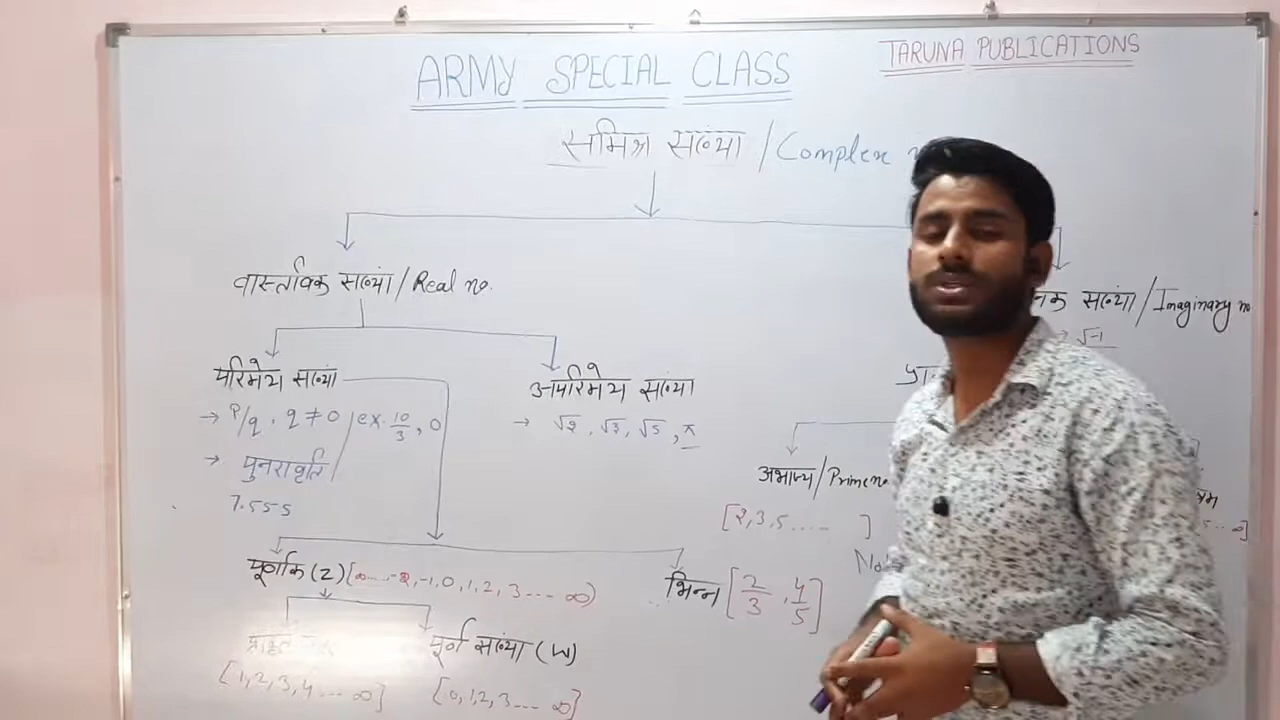 ARMY SPECIAL CLASS
TARUNA PUBLICATIONS
समिश्र संख्या / Complex
वास्तविक संख्यां / Real no.
संख्यां / Imaginary no
√-1
परिमेय संख्यां
अपरिमेय संख्यां
→ P/q, q ≠ 0 / ex. 10/3, 0
→ √2, √3, √5, π
→ पुनरावृत्ति
7.555
अभाज्य / Prime no
[2, 3, 5 ---- ]
पूर्णांक (Z) [∞ ---- -2, -1, 0, 1, 2, 3 --- ∞)
भिन्न [2/3, 4/5]
पूर्ण संख्यां (W)
[1, 2, 3, 4 --- ∞]
[0, 1, 2, 3 --- ∞]